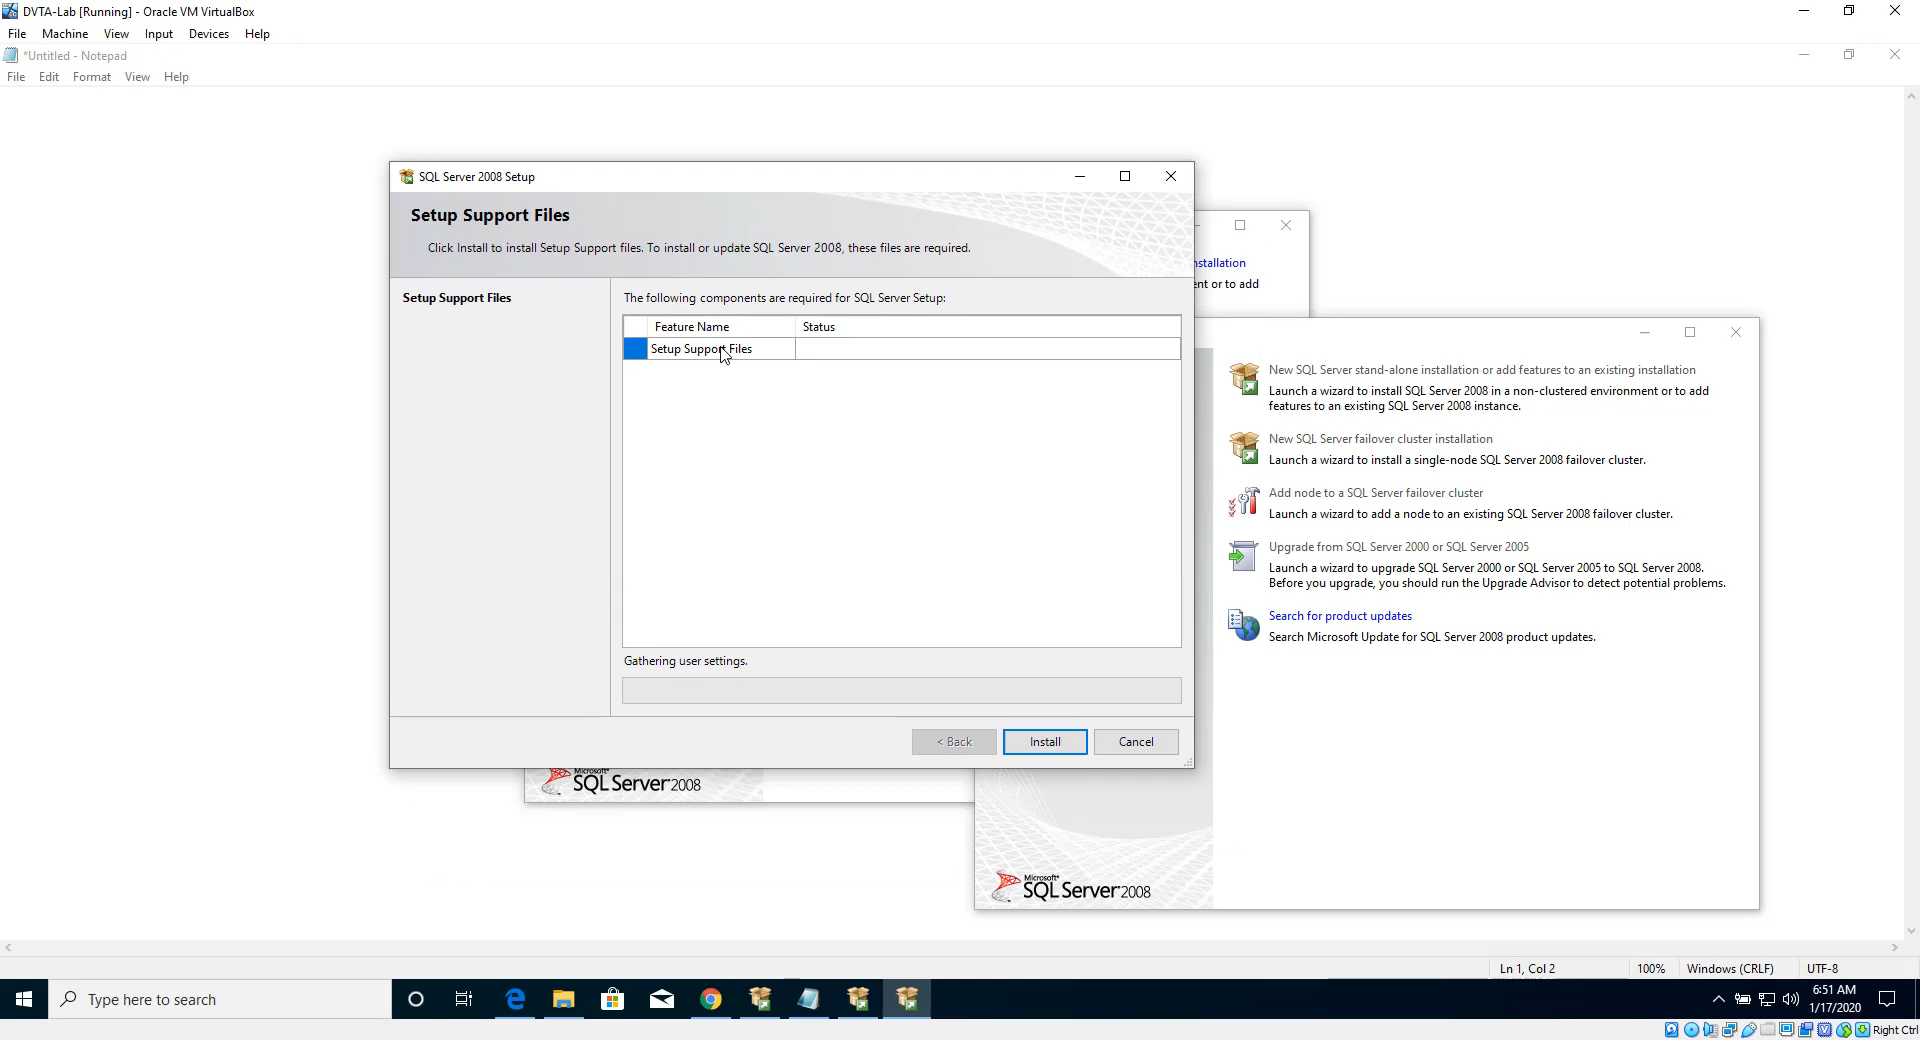 DVTA-Lab [Running] - Oracle VM VirtualBox
File Machine View Input Devices Help
*Untitled - Notepad
File Edit Format View Help
SQL Server 2008 Setup
Setup Support Files
Click Install to install Setup Support files. To install or update SQL Server 2008, these files are required.
Setup Support Files
The following components are required for SQL Server Setup:
Feature Name Status
Setup Support Files
Gathering user settings.
< Back Install Cancel
nstallation
ent or to add
New SQL Server stand-alone installation or add features to an existing installation
Launch a wizard to install SQL Server 2008 in a non-clustered environment or to add
features to an existing SQL Server 2008 instance.
New SQL Server failover cluster installation
Launch a wizard to install a single-node SQL Server 2008 failover cluster.
Add node to a SQL Server failover cluster
Launch a wizard to add a node to an existing SQL Server 2008 failover cluster.
Upgrade from SQL Server 2000 or SQL Server 2005
Launch a wizard to upgrade SQL Server 2000 or SQL Server 2005 to SQL Server 2008.
Before you upgrade, you should run the Upgrade Advisor to detect potential problems.
Search for product updates
Search Microsoft Update for SQL Server 2008 product updates.
Microsoft
SQL Server 2008
Microsoft
SQL Server 2008
Ln 1, Col 2 100% Windows (CRLF) UTF-8
Type here to search
6:51 AM
1/17/2020
Right Ctrl